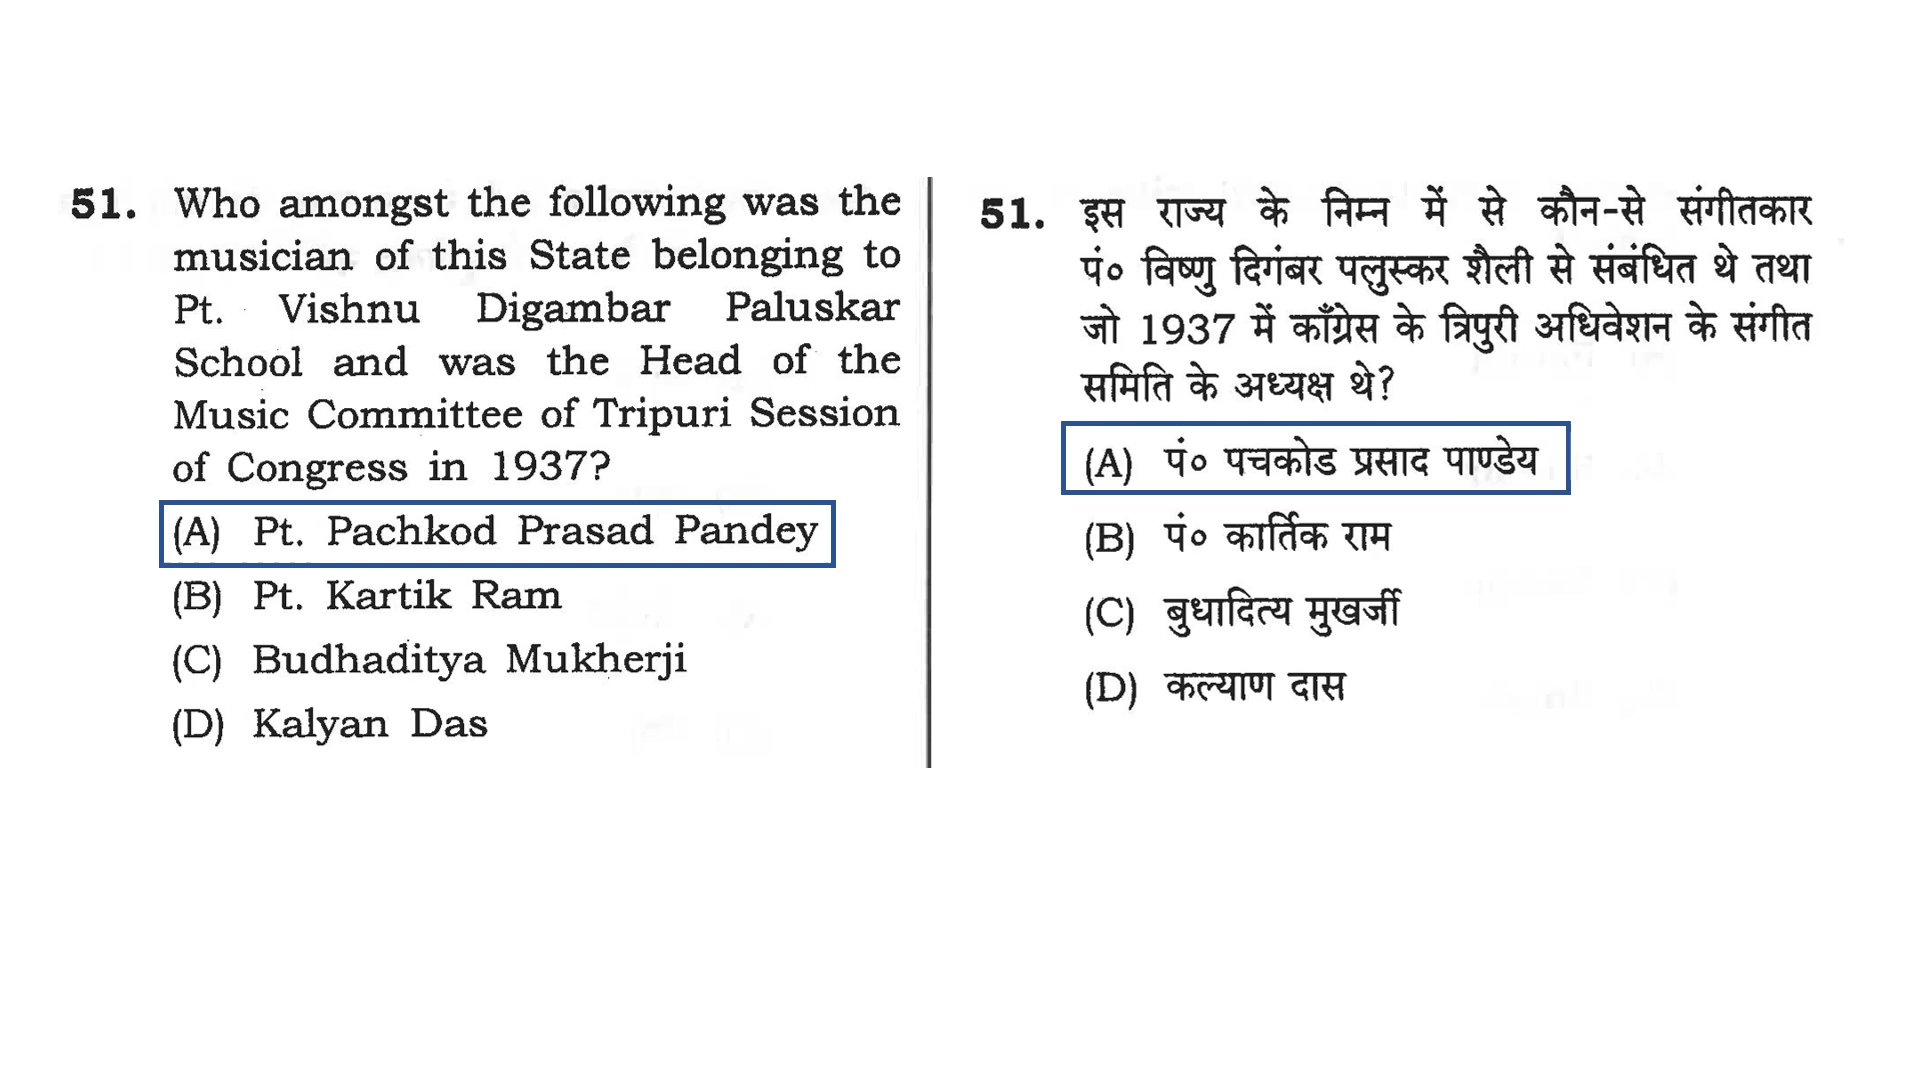 51. Who amongst the following was the
musician of this State belonging to
Pt. Vishnu Digambar Paluskar
School and was the Head of the
Music Committee of Tripuri Session
of Congress in 1937?
(A) Pt. Pachkod Prasad Pandey
(B) Pt. Kartik Ram
(C) Budhaditya Mukherji
(D) Kalyan Das
51. इस राज्य के निम्न में से कौन-से संगीतकार
पं० विष्णु दिगंबर पलुस्कर शैली से संबंधित थे तथा
जो 1937 में काँग्रेस के त्रिपुरी अधिवेशन के संगीत
समिति के अध्यक्ष थे?
(A) पं० पचकोड प्रसाद पाण्डेय
(B) पं० कार्तिक राम
(C) बुधादित्य मुखर्जी
(D) कल्याण दास